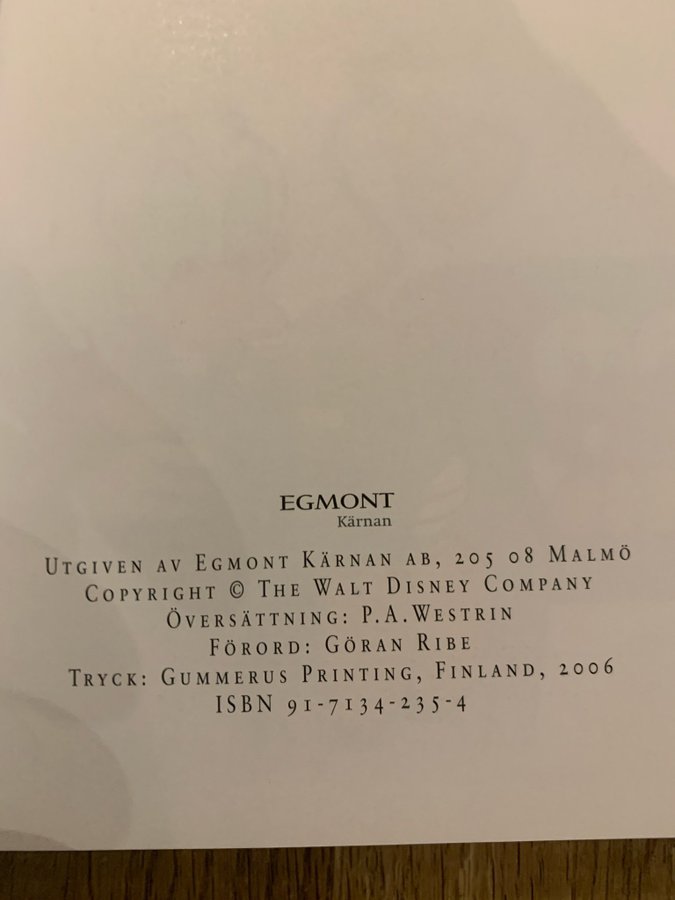 EGMONT
Kärnan
Utgiven av Egmont Kärnan ab, 205 08 Malmö
Copyright © The Walt Disney Company
Översättning: P.A.Westrin
Förord: Göran Ribe
Tryck: Gummerus Printing, Finland, 2006
ISBN 91-7134-235-4